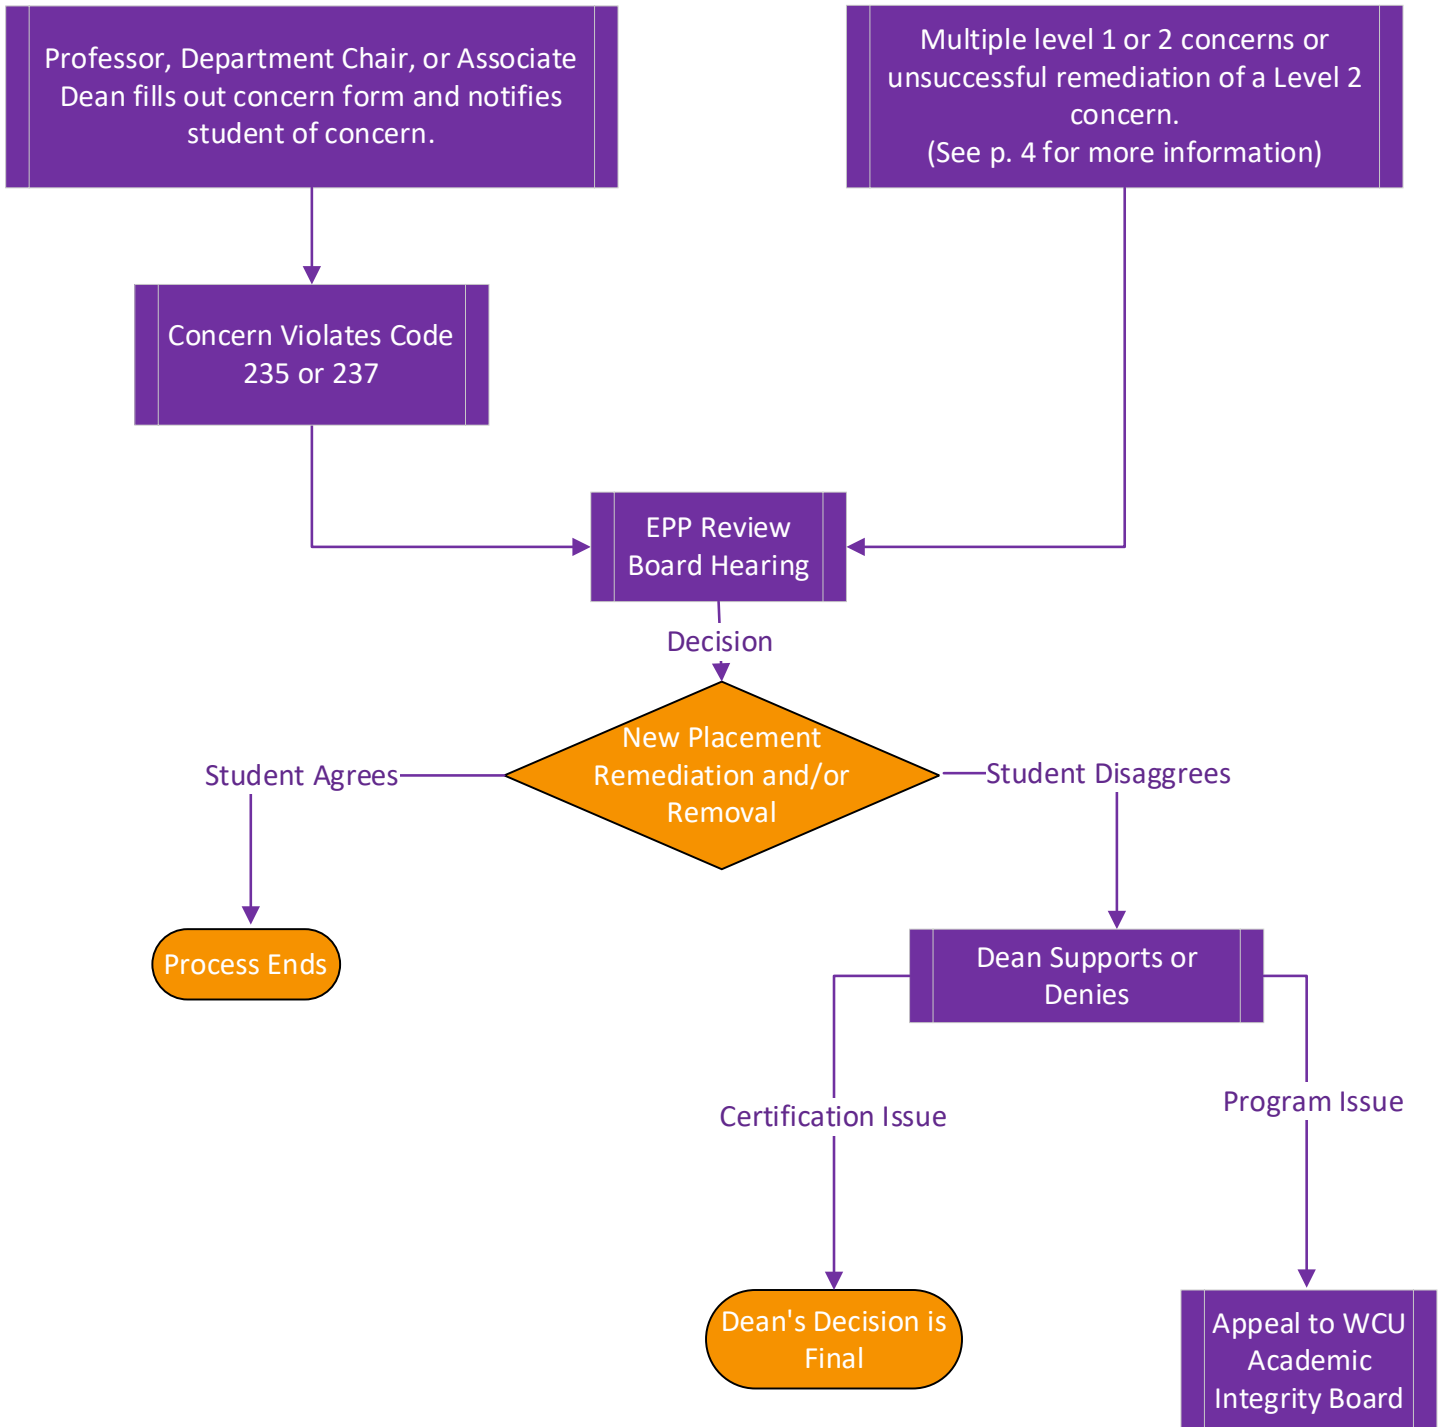 Professor, Department Chair, or Associate
Dean fills out concern form and notifies
student of concern.
Multiple level 1 or 2 concerns or
unsuccessful remediation of a Level 2
concern.
(See p. 4 for more information)
Concern Violates Code
235 or 237
EPP Review
Board Hearing
Decision
New Placement
Remediation and/or
Removal
Student Agrees
Student Disaggrees
Process Ends
Dean Supports or
Denies
Certification Issue
Program Issue
Dean's Decision is
Final
Appeal to WCU
Academic
Integrity Board